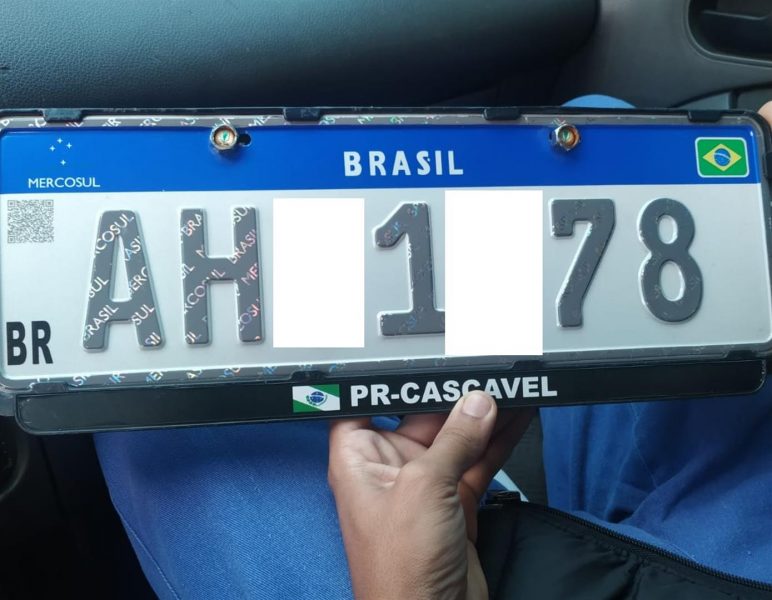 BRASIL
MERCOSUL
AH 1 78
BR
PR-CASCAVEL